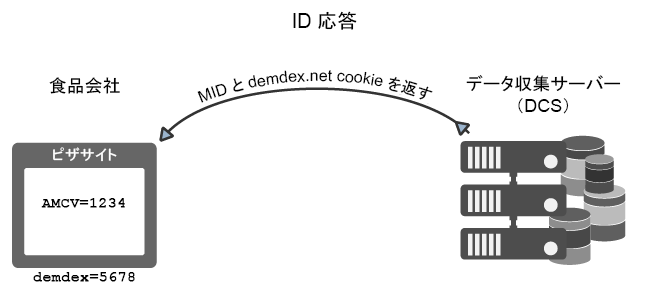 ID 応答
食品会社
MID と demdex.net cookie を返す
データ収集サーバー
（DCS）
ピザサイト
AMCV=1234
demdex=5678